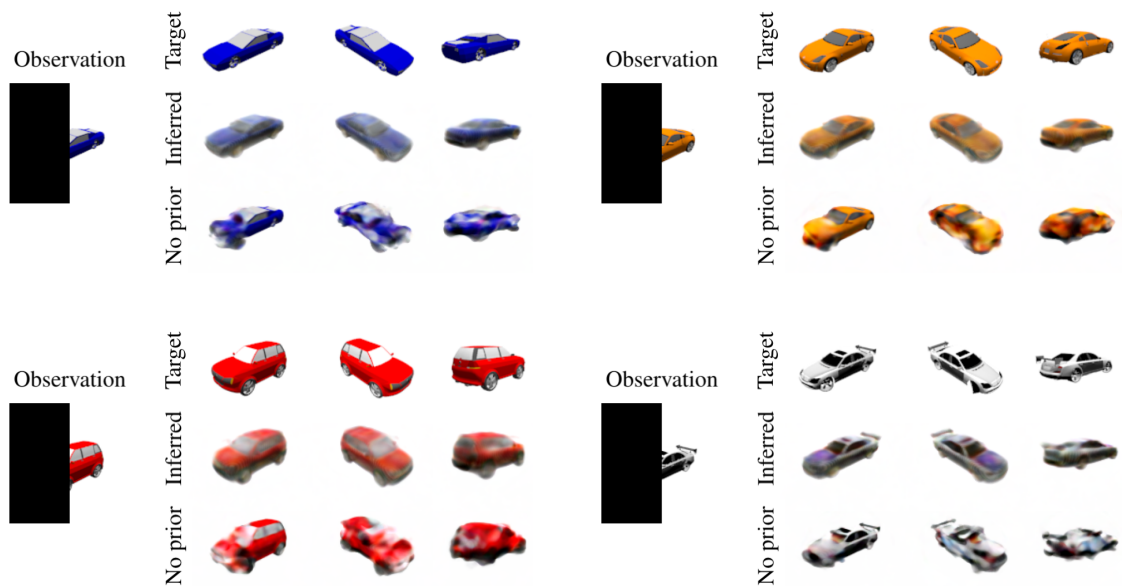 Observation
Target
Inferred
No prior
Observation
Target
Inferred
No prior
Observation
Target
Inferred
No prior
Observation
Target
Inferred
No prior